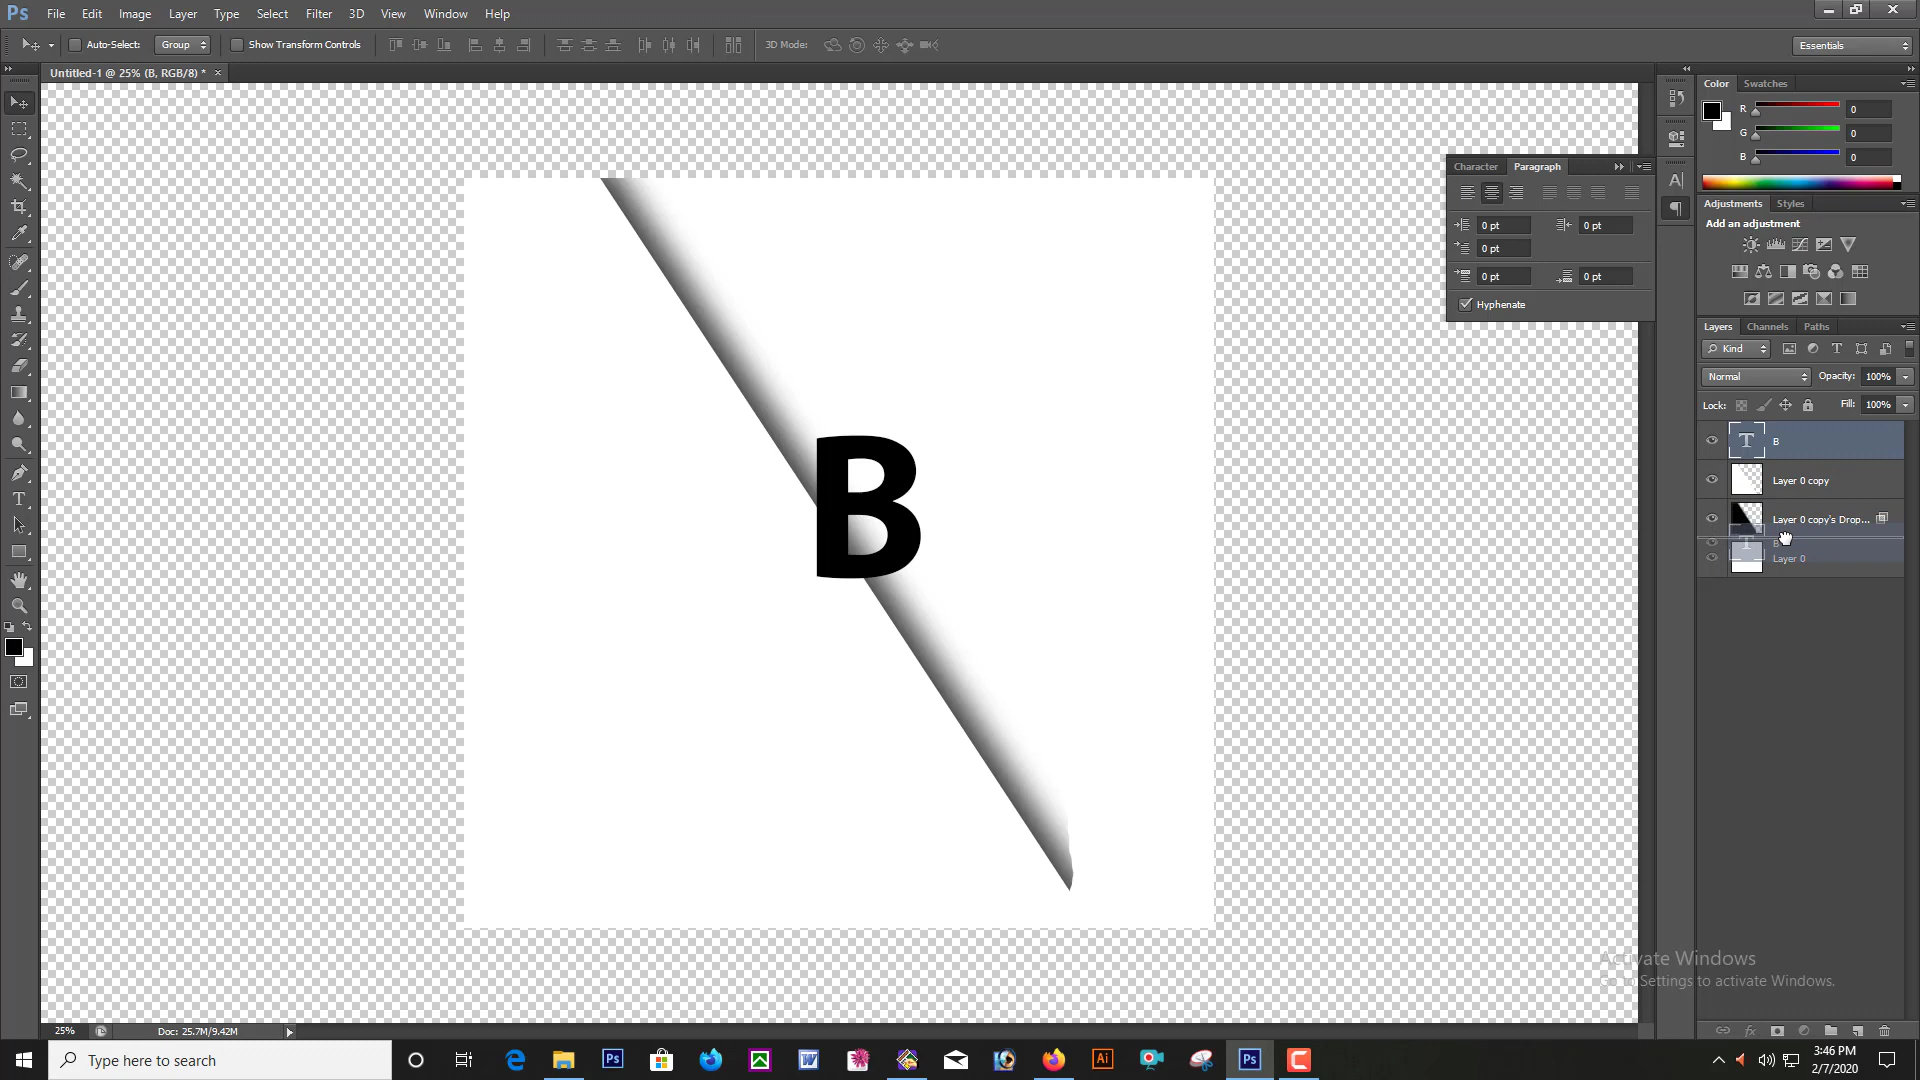 Ps File Edit Image Layer Type Select Filter 3D View Window Help
Auto-Select: Group Show Transform Controls 3D Mode: Essentials
Untitled-1 @ 25% (B, RGB/8) * ×
Color Swatches
R 0
G 0
B 0
Character Paragraph
0 pt 0 pt
0 pt
0 pt 0 pt
Hyphenate
Adjustments Styles
Add an adjustment
Layers Channels Paths
Kind
Normal Opacity: 100%
Lock: Fill: 100%
T B
Layer 0 copy
Layer 0 copy's Drop...
T B
Layer 0
B
Activate Windows
Go to Settings to activate Windows.
25% Doc: 25.7M/9.42M
Type here to search
3:46 PM
2/7/2020